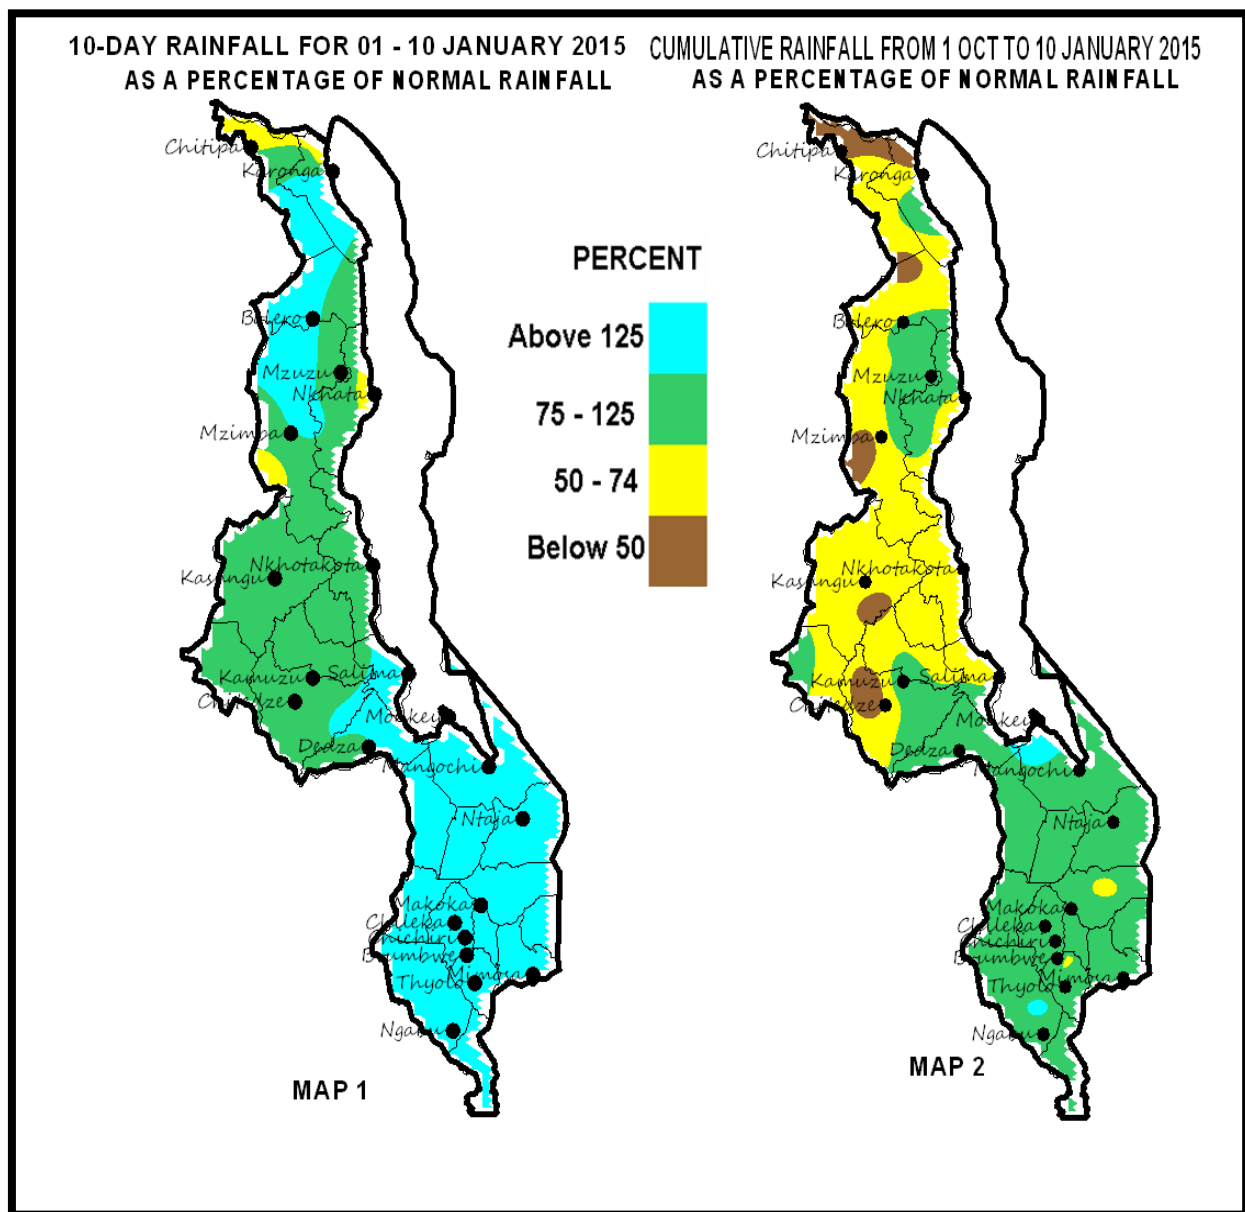 10-DAY RAINFALL FOR 01 - 10 JANUARY 2015
AS A PERCENTAGE OF NORMAL RAINFALL
CUMULATIVE RAINFALL FROM 1 OCT TO 10 JANUARY 2015
AS A PERCENTAGE OF NORMAL RAINFALL
Chitipa
Karonga
Bolero
Mzuzu
Nkhata
Mzimba
Nkhotakota
Kasungu
Kamuzu
Salima
Chitedze
Monkey
Dedza
Mangochi
Ntaja
Makoka
Chileka
Chichiri
Bvumbwe
Mimosa
Thyolo
Ngabu
MAP 1
PERCENT
Above 125
75 - 125
50 - 74
Below 50
Chitipa
Karonga
Bolero
Mzuzu
Nkhata
Mzimba
Nkhotakota
Kasungu
Kamuzu
Salima
Chitedze
Monkey
Dedza
Mangochi
Ntaja
Makoka
Chileka
Chichiri
Bvumbwe
Mimosa
Thyolo
Ngabu
MAP 2